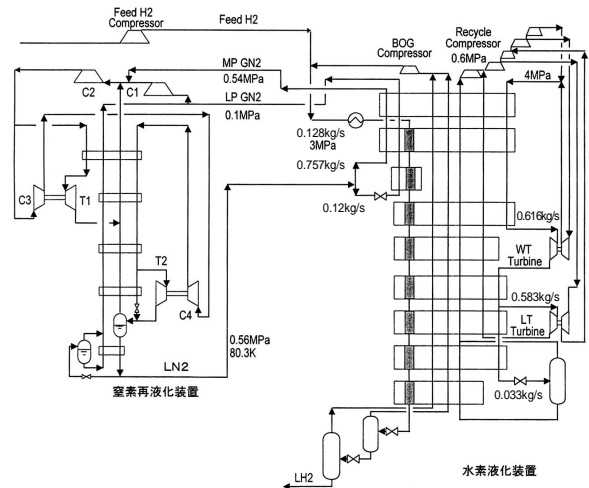 Feed H2
Compressor
Feed H2
BOG
Compressor
Recycle
Compressor
0.6MPa
MP GN2
0.54MPa
C2
C1
LP GN2
0.1MPa
4MPa
0.128kg/s
3MPa
0.757kg/s
C3
T1
0.12kg/s
0.616kg/s
WT
Turbine
T2
C4
0.583kg/s
LT
Turbine
0.56MPa
80.3K
LN2
0.033kg/s
窒素再液化装置
LH2
水素液化装置